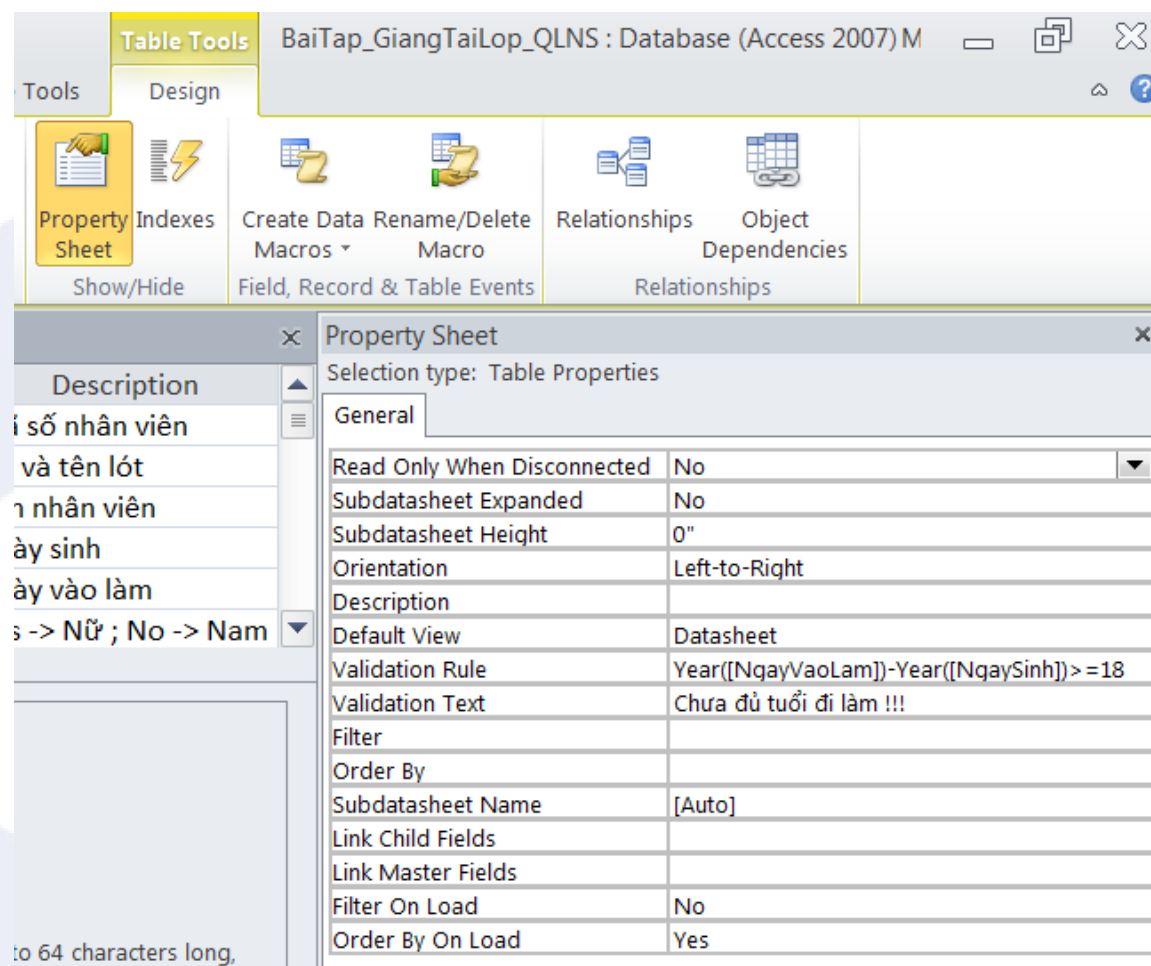 Table Tools BaiTap_GiangTaiLop_QLNS : Database (Access 2007) M
Tools Design
Property Sheet
Indexes
Create Data Macros
Rename/Delete Macro
Relationships
Object Dependencies
Show/Hide
Field, Record & Table Events
Relationships
Description
số nhân viên
và tên lót
nhân viên
sinh
vào làm
-> Nữ ; No -> Nam
to 64 characters long,
Property Sheet
Selection type: Table Properties
General
Read Only When Disconnected No
Subdatasheet Expanded No
Subdatasheet Height 0"
Orientation Left-to-Right
Description
Default View Datasheet
Validation Rule Year([NgayVaoLam])-Year([NgaySinh])>=18
Validation Text Chưa đủ tuổi đi làm !!!
Filter
Order By
Subdatasheet Name [Auto]
Link Child Fields
Link Master Fields
Filter On Load No
Order By On Load Yes